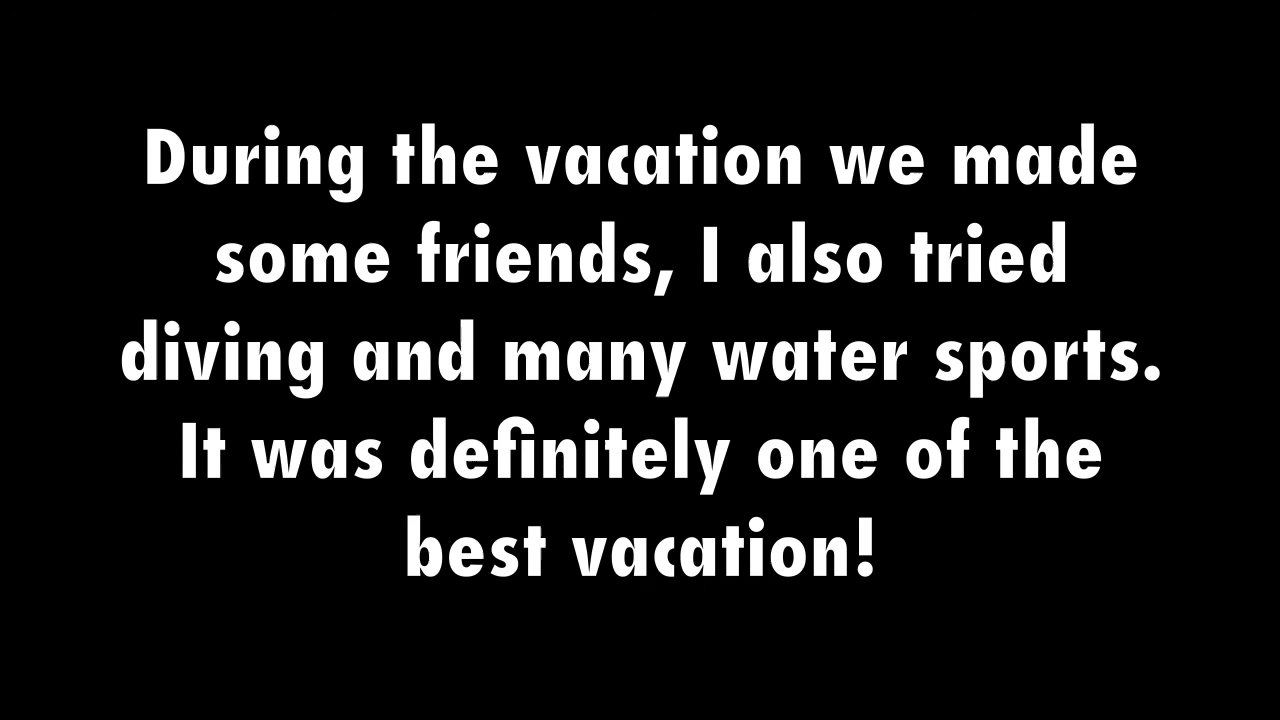 During the vacation we made
some friends, I also tried
diving and many water sports.
It was definitely one of the
best vacation!